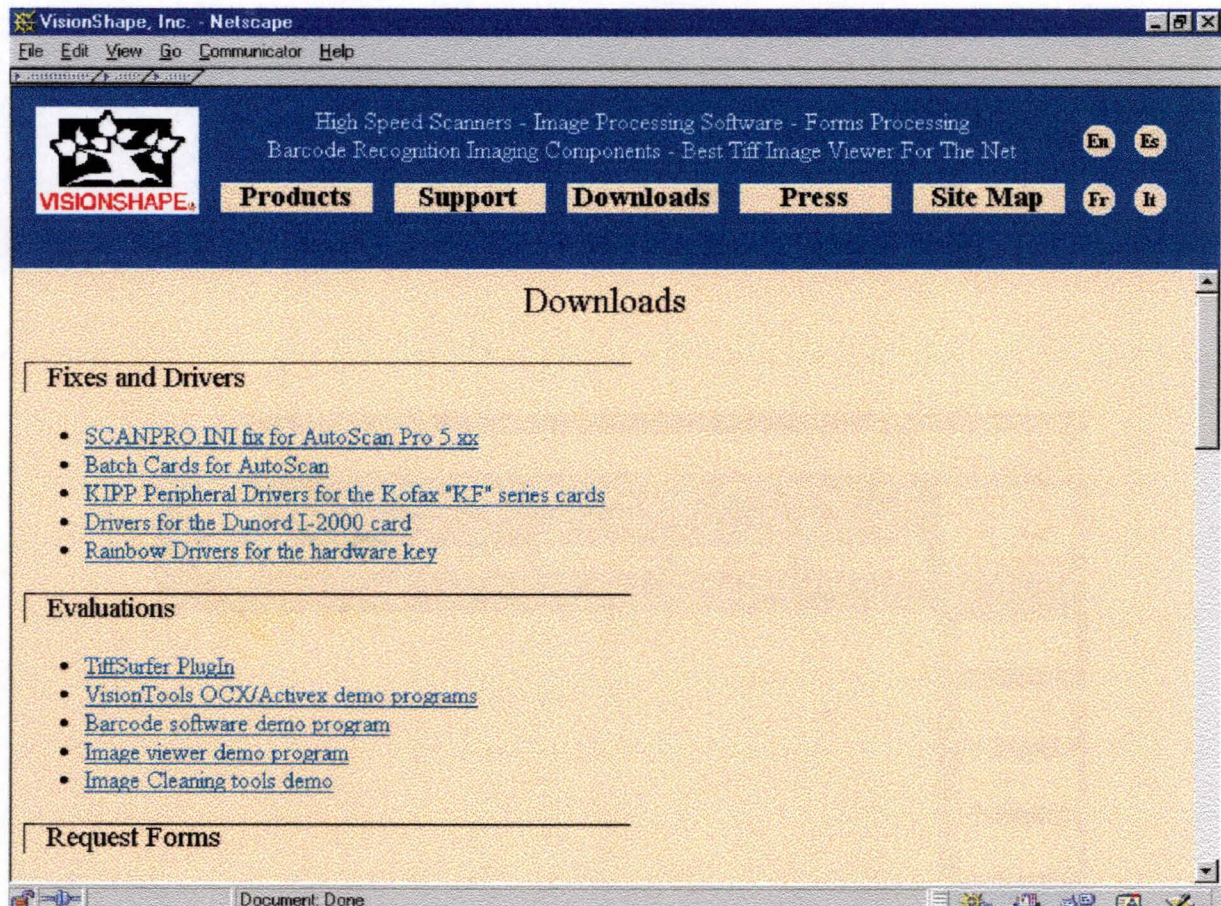 VisionShape, Inc. - Netscape
File Edit View Go Communicator Help
High Speed Scanners - Image Processing Software - Forms Processing
Barcode Recognition Imaging Components - Best Tiff Image Viewer For The Net
En Es
VISIONSHAPE®
Products Support Downloads Press Site Map Fr It
Downloads
Fixes and Drivers
• SCANPRO.INI fix for AutoScan Pro 5.xx
• Batch Cards for AutoScan
• KIPP Peripheral Drivers for the Kofax "KF" series cards
• Drivers for the Dunord I-2000 card
• Rainbow Drivers for the hardware key
Evaluations
• TiffSurfer PlugIn
• VisionTools OCX/Activex demo programs
• Barcode software demo program
• Image viewer demo program
• Image Cleaning tools demo
Request Forms
Document: Done